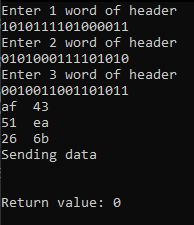 Enter 1 word of header
1010111101000011
Enter 2 word of header
0101000111101010
Enter 3 word of header
0010011001101011
af  43
51  ea
26  6b
Sending data
Return value: 0